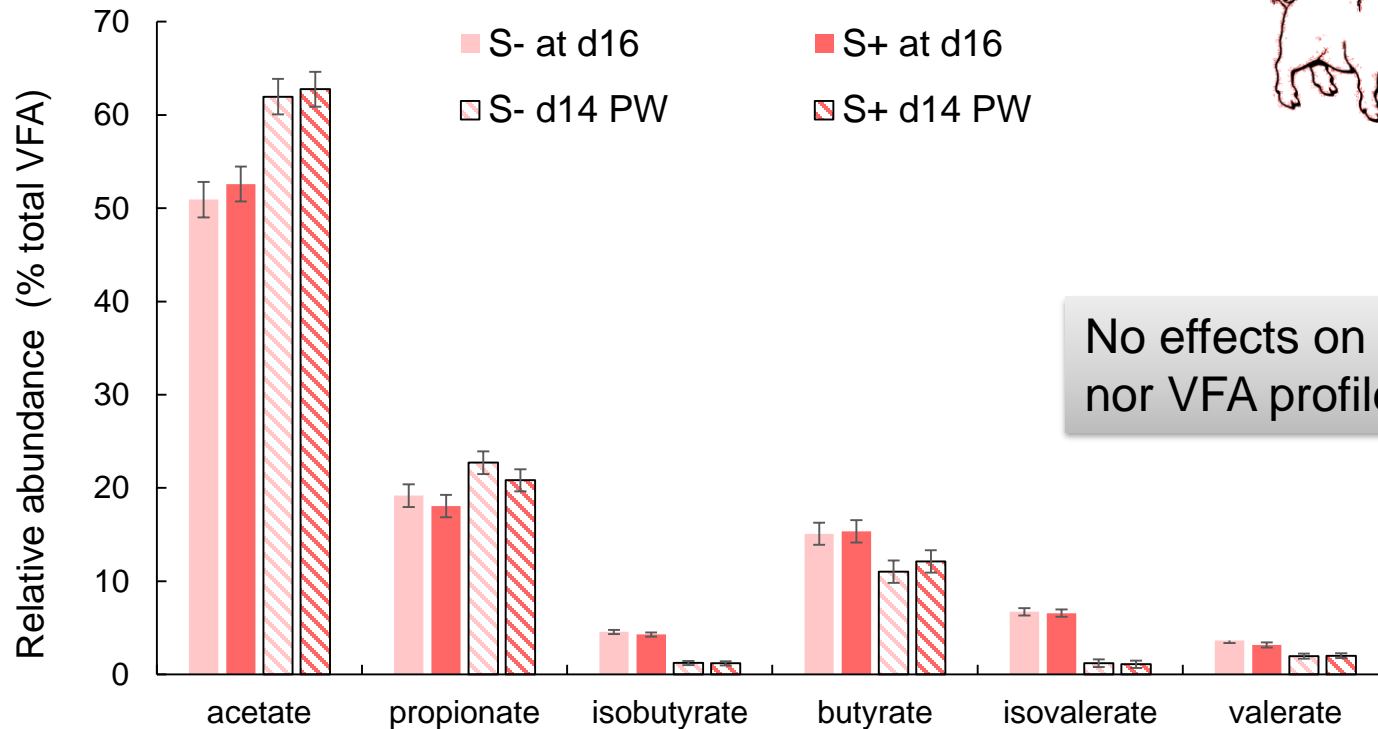 70
60
50
40
30
20
10
0
Relative abundance (% total VFA)
S- at d16
S+ at d16
S- d14 PW
S+ d14 PW
No effects on
nor VFA profile
acetate
propionate
isobutyrate
butyrate
isovalerate
valerate